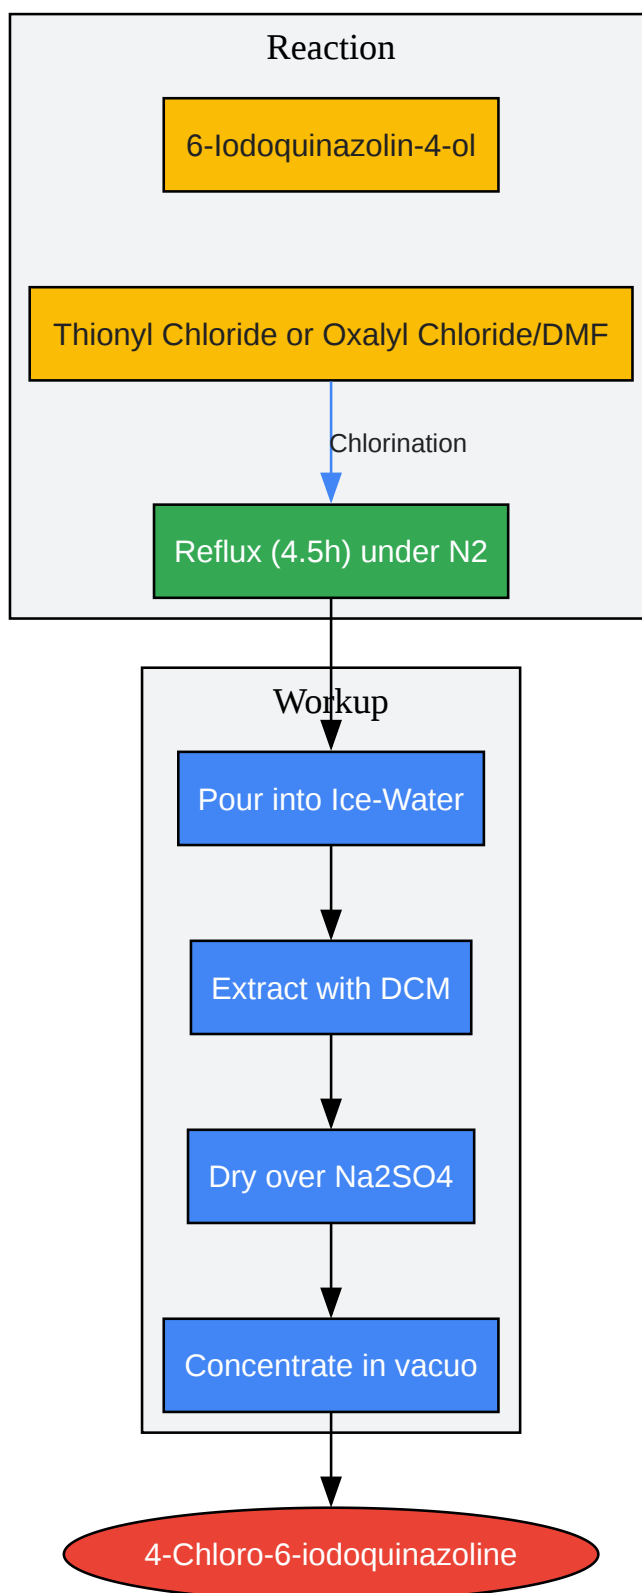 Reaction
6-Iodoquinazolin-4-ol
Thionyl Chloride or Oxalyl Chloride/DMF
Chlorination
Reflux (4.5h) under N2
Workup
Pour into Ice-Water
Extract with DCM
Dry over Na2SO4
Concentrate in vacuo
4-Chloro-6-iodoquinazoline